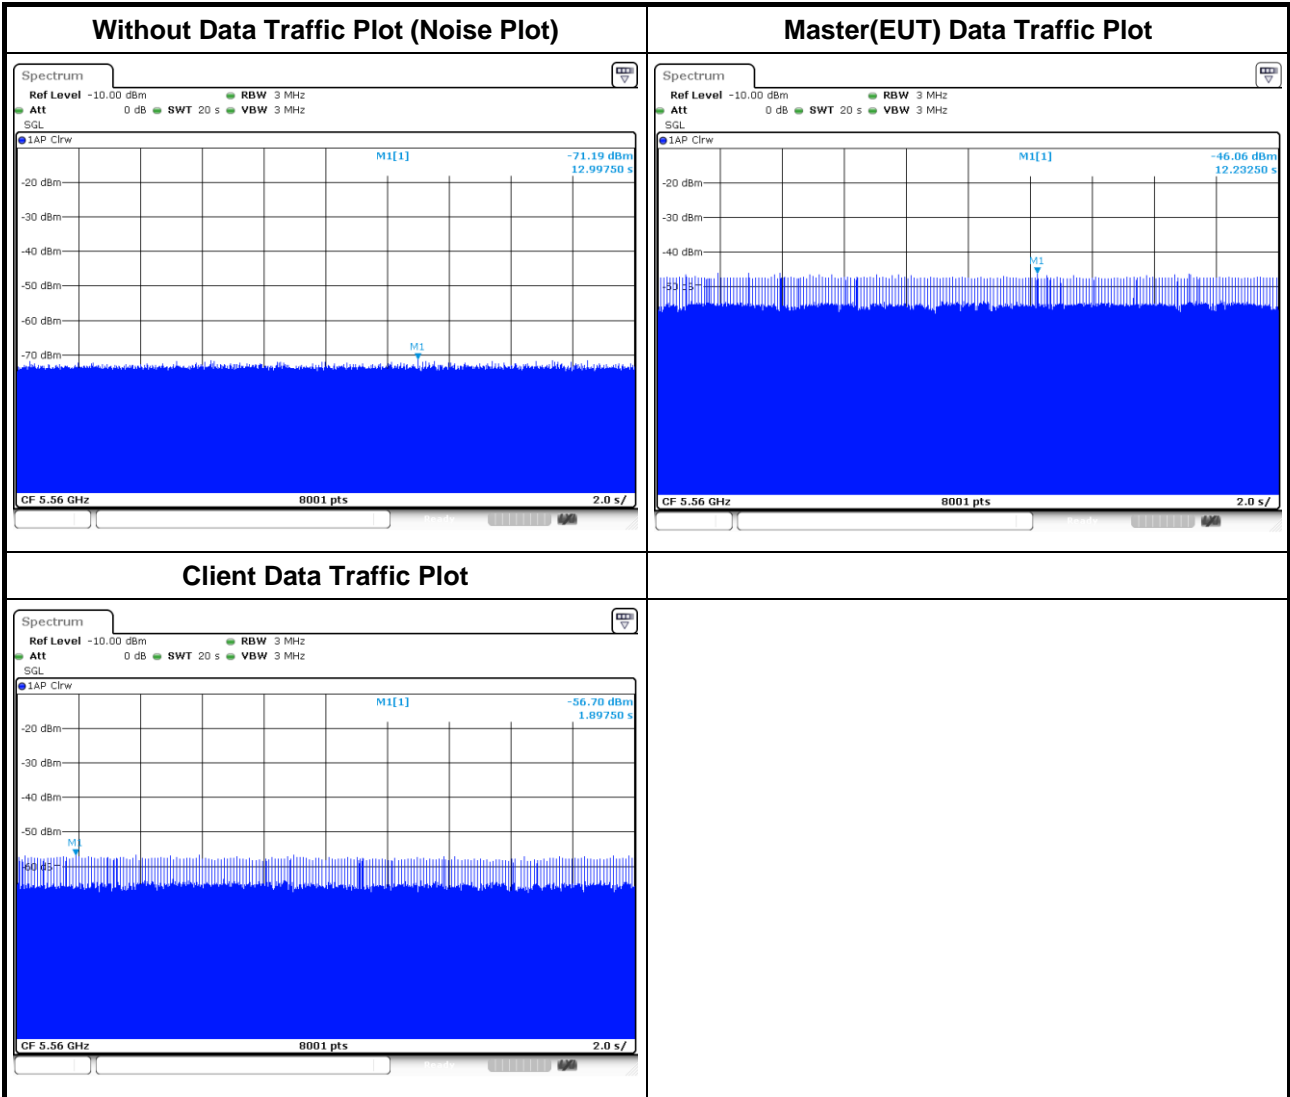 Without Data Traffic Plot (Noise Plot)
Spectrum
Ref Level -10.00 dBm RBW 3 MHz
Att 0 dB SWT 20 s VBW 3 MHz
SGL
1AP Clrw
M1[1] -71.19 dBm
12.99750 s
-20 dBm
-30 dBm
-40 dBm
-50 dBm
-60 dBm
-70 dBm
M1
CF 5.56 GHz 8001 pts 2.0 s/
Ready
Master(EUT) Data Traffic Plot
Spectrum
Ref Level -10.00 dBm RBW 3 MHz
Att 0 dB SWT 20 s VBW 3 MHz
SGL
1AP Clrw
M1[1] -46.06 dBm
12.23250 s
-20 dBm
-30 dBm
-40 dBm
M1
CF 5.56 GHz 8001 pts 2.0 s/
Ready
Client Data Traffic Plot
Spectrum
Ref Level -10.00 dBm RBW 3 MHz
Att 0 dB SWT 20 s VBW 3 MHz
SGL
1AP Clrw
M1[1] -56.70 dBm
1.89750 s
-20 dBm
-30 dBm
-40 dBm
-50 dBm
M1
CF 5.56 GHz 8001 pts 2.0 s/
Ready